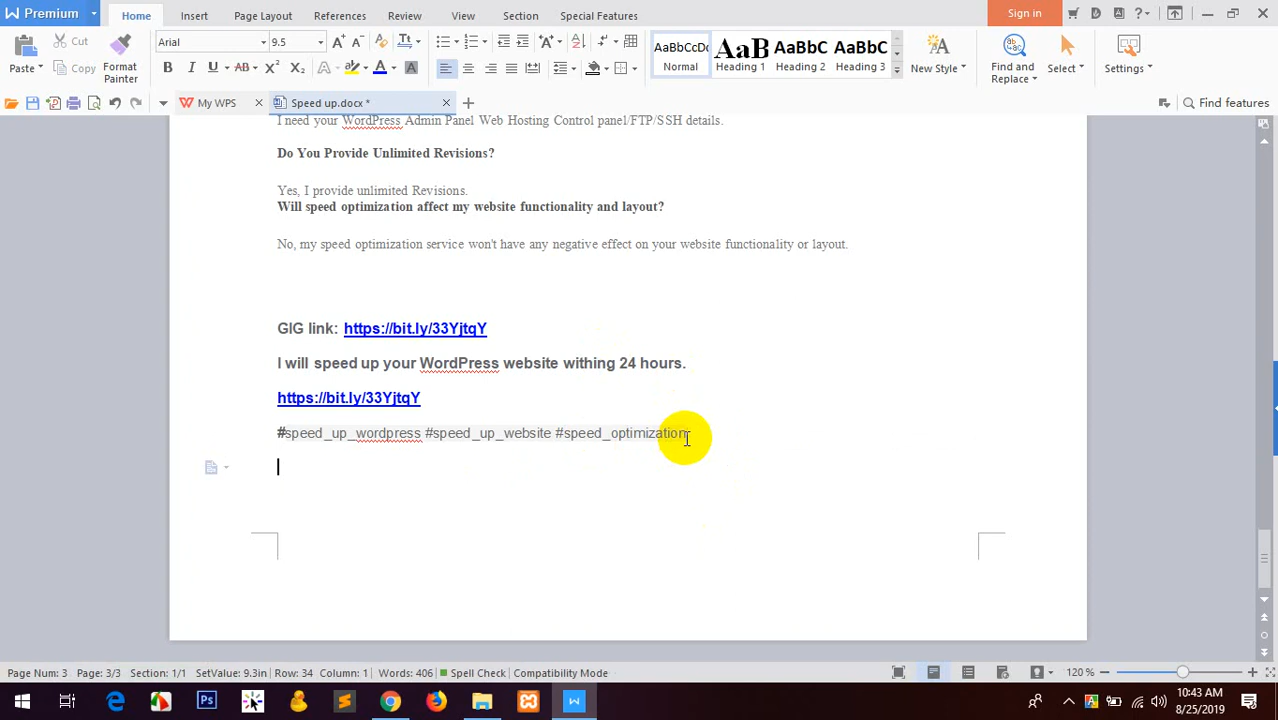 Premium
Home
Insert
Page Layout
References
Review
View
Section
Special Features
Sign in
Paste
Cut
Copy
Format Painter
Arial
9.5
AaBbCcDc
Normal
AaB
Heading 1
AaBbC
Heading 2
AaBbC
Heading 3
New Style
Find and Replace
Select
Settings
My WPS
Speed up.docx *
Find features
I need your WordPress Admin Panel Web Hosting Control panel/FTP/SSH details.
Do You Provide Unlimited Revisions?
Yes, I provide unlimited Revisions.
Will speed optimization affect my website functionality and layout?
No, my speed optimization service won't have any negative effect on your website functionality or layout.
GIG link: https://bit.ly/33YjtqY
I will speed up your WordPress website withing 24 hours.
https://bit.ly/33YjtqY
#speed_up_wordpress #speed_up_website #speed_optimization
Page Num: 3 Page: 3/3 Section: 1/1 SetValue: 9.3in Row: 34 Column: 1 Words: 406 Spell Check Compatibility Mode
120 %
10:43 AM
8/25/2019